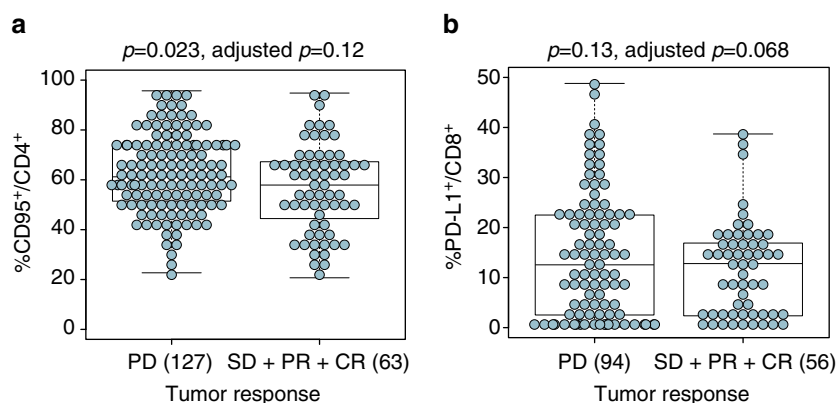 a
p=0.023, adjusted p=0.12
100
80
60
40
20
0
%CD95+/CD4+
PD (127) SD + PR + CR (63)
Tumor response
b
p=0.13, adjusted p=0.068
50
40
30
20
10
0
%PD-L1+/CD8+
PD (94) SD + PR + CR (56)
Tumor response